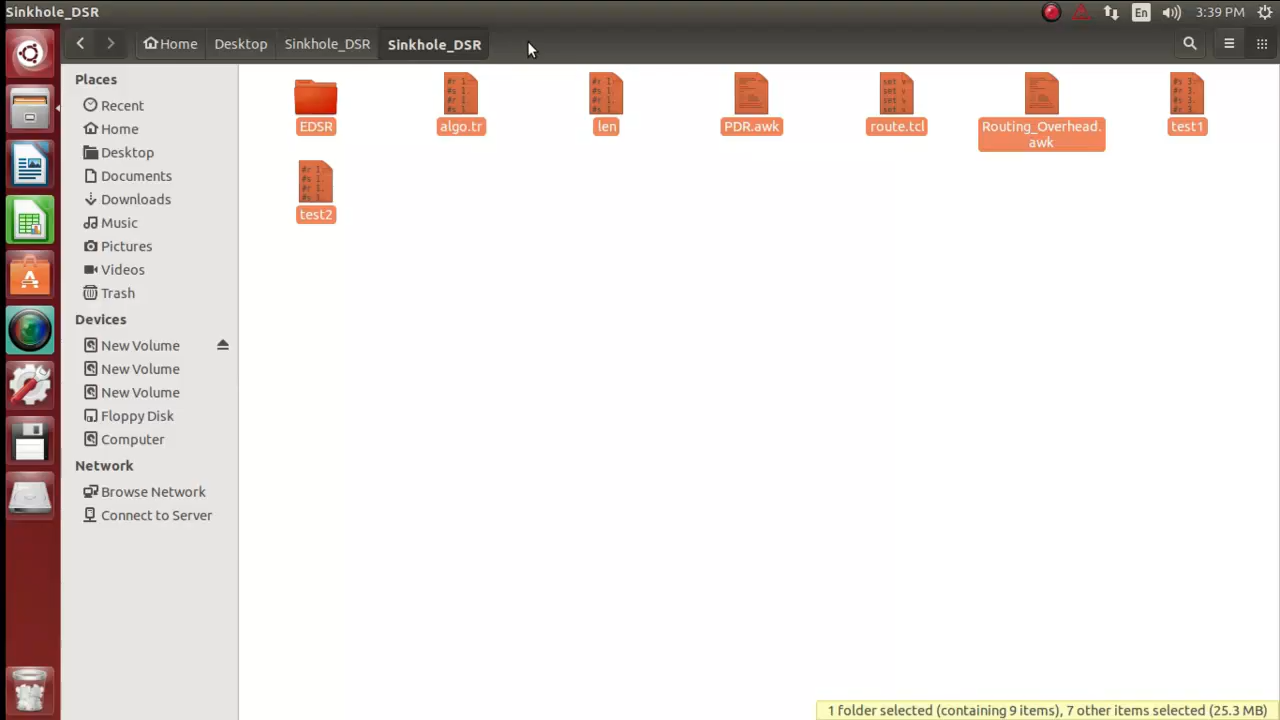 Sinkhole_DSR
En
3:39 PM
Home
Desktop
Sinkhole_DSR
Sinkhole_DSR
Places
Recent
Home
Desktop
Documents
Downloads
Music
Pictures
Videos
Trash
Devices
New Volume
New Volume
New Volume
Floppy Disk
Computer
Network
Browse Network
Connect to Server
EDSR
algo.tr
len
PDR.awk
route.tcl
Routing_Overhead.
awk
test1
test2
1 folder selected (containing 9 items), 7 other items selected (25.3 MB)